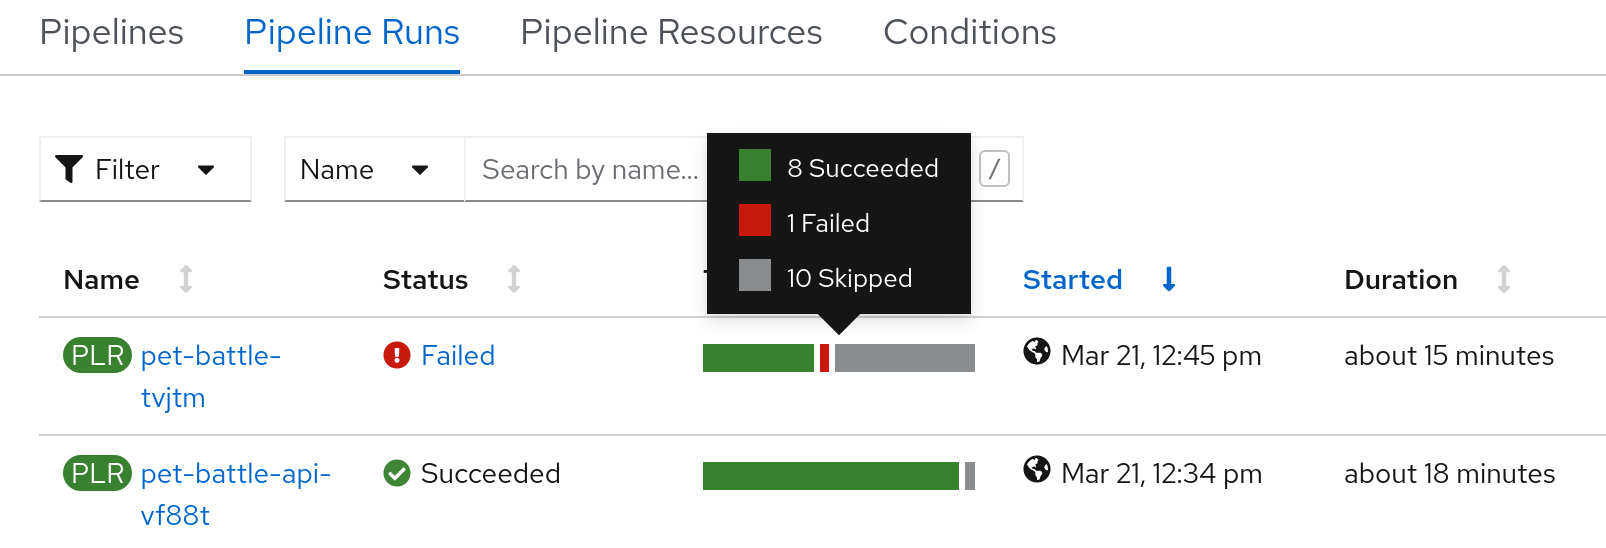 Pipelines Pipeline Runs Pipeline Resources Conditions
Filter Name Search by name... /
8 Succeeded
1 Failed
10 Skipped
Name Status Started Duration
PLR pet-battle- Failed Mar 21, 12:45 pm about 15 minutes
tvjtm
PLR pet-battle-api- Succeeded Mar 21, 12:34 pm about 18 minutes
vf88t